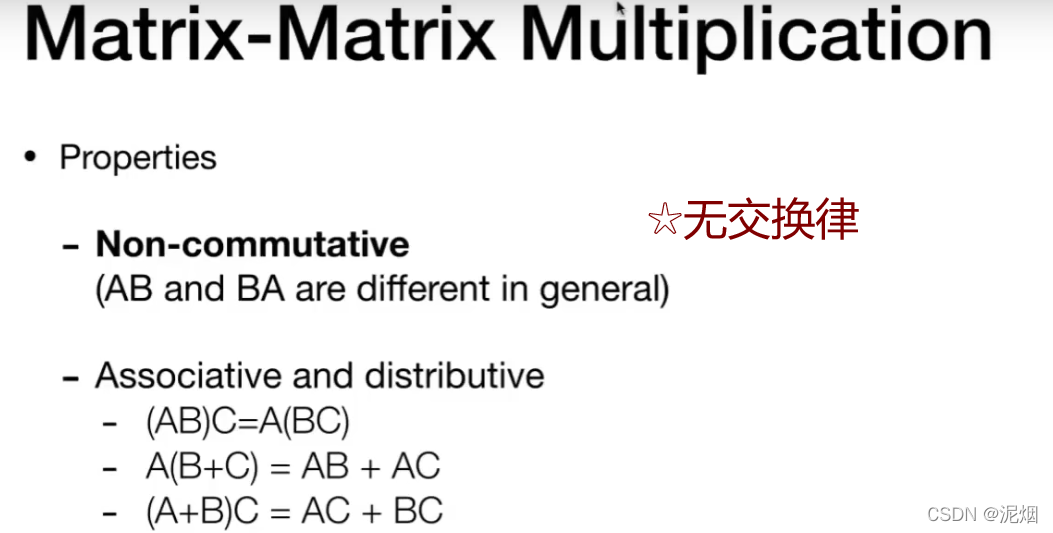 Matrix-Matrix Multiplication
• Properties
☆无交换律
– Non-commutative
(AB and BA are different in general)
– Associative and distributive
- (AB)C=A(BC)
- A(B+C) = AB + AC
- (A+B)C = AC + BC
CSDN @泥烟